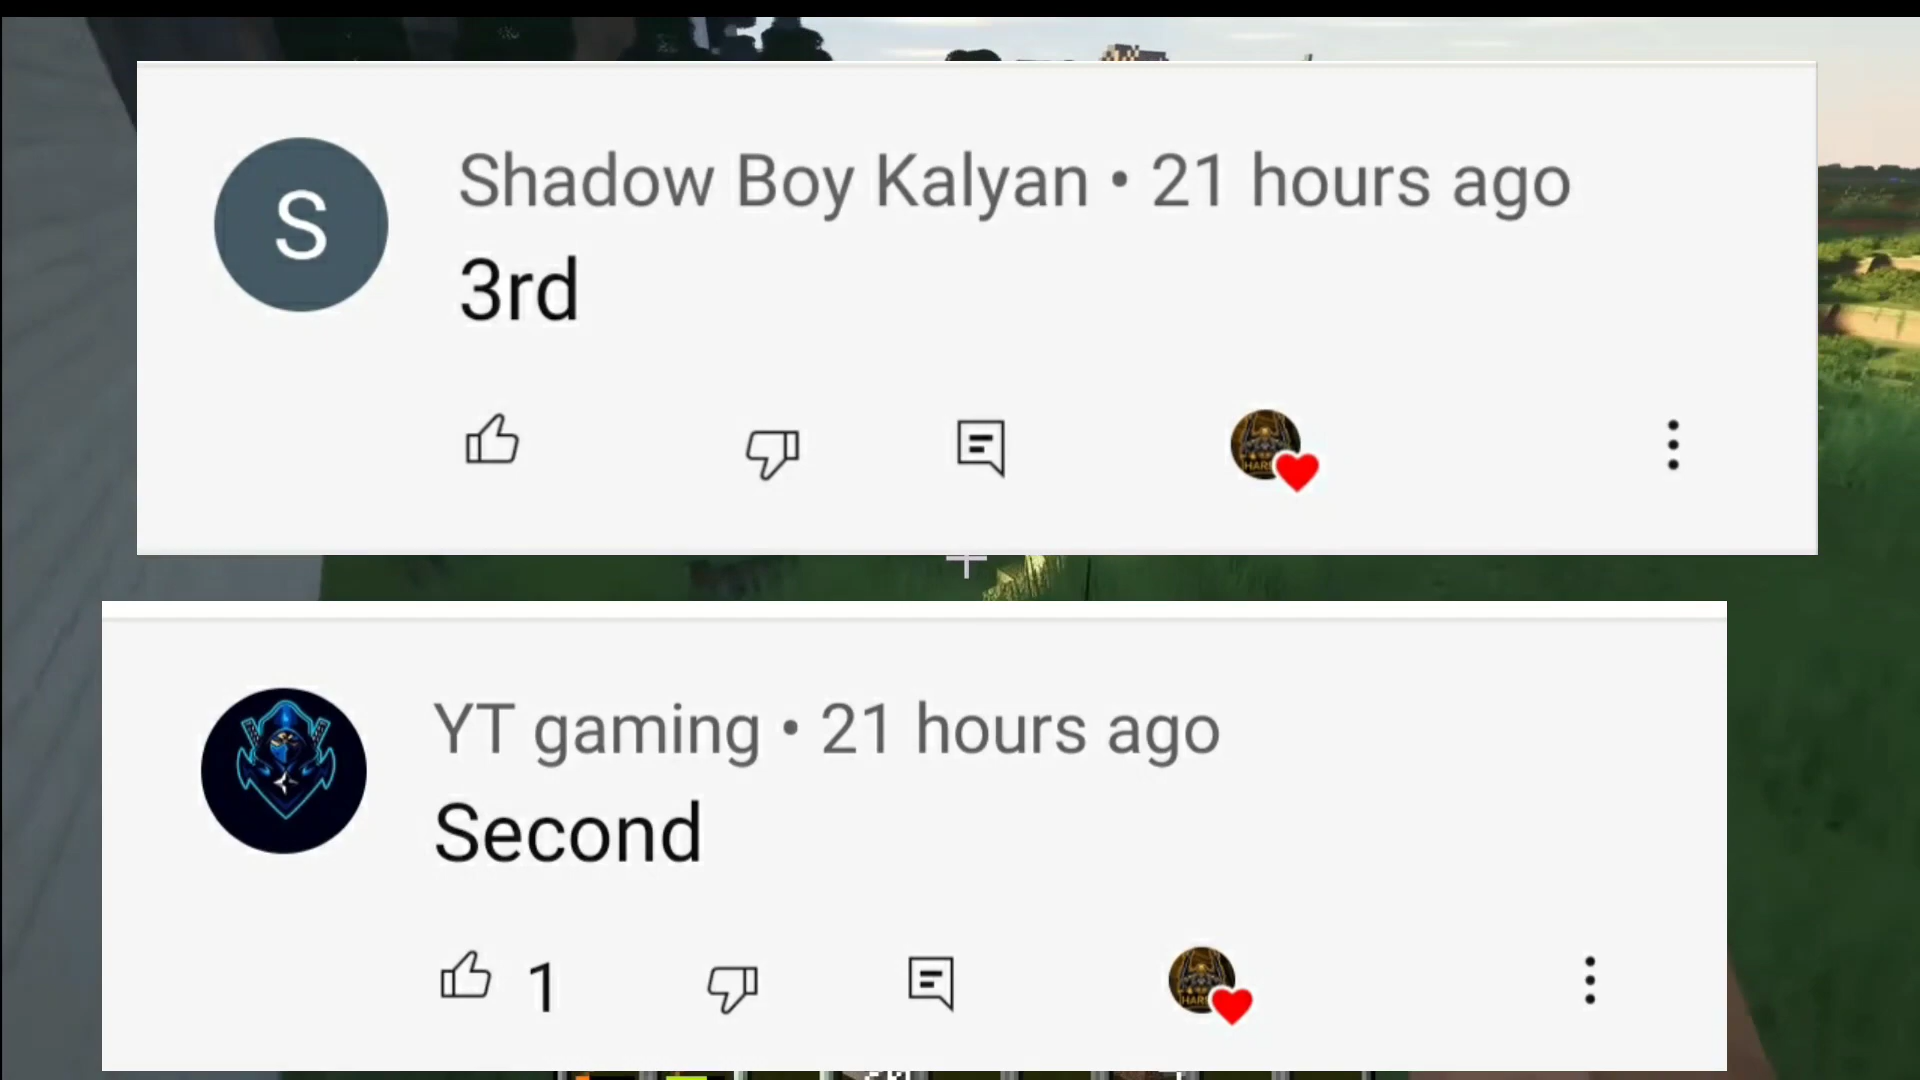 S
Shadow Boy Kalyan • 21 hours ago
3rd
YT gaming • 21 hours ago
Second
1